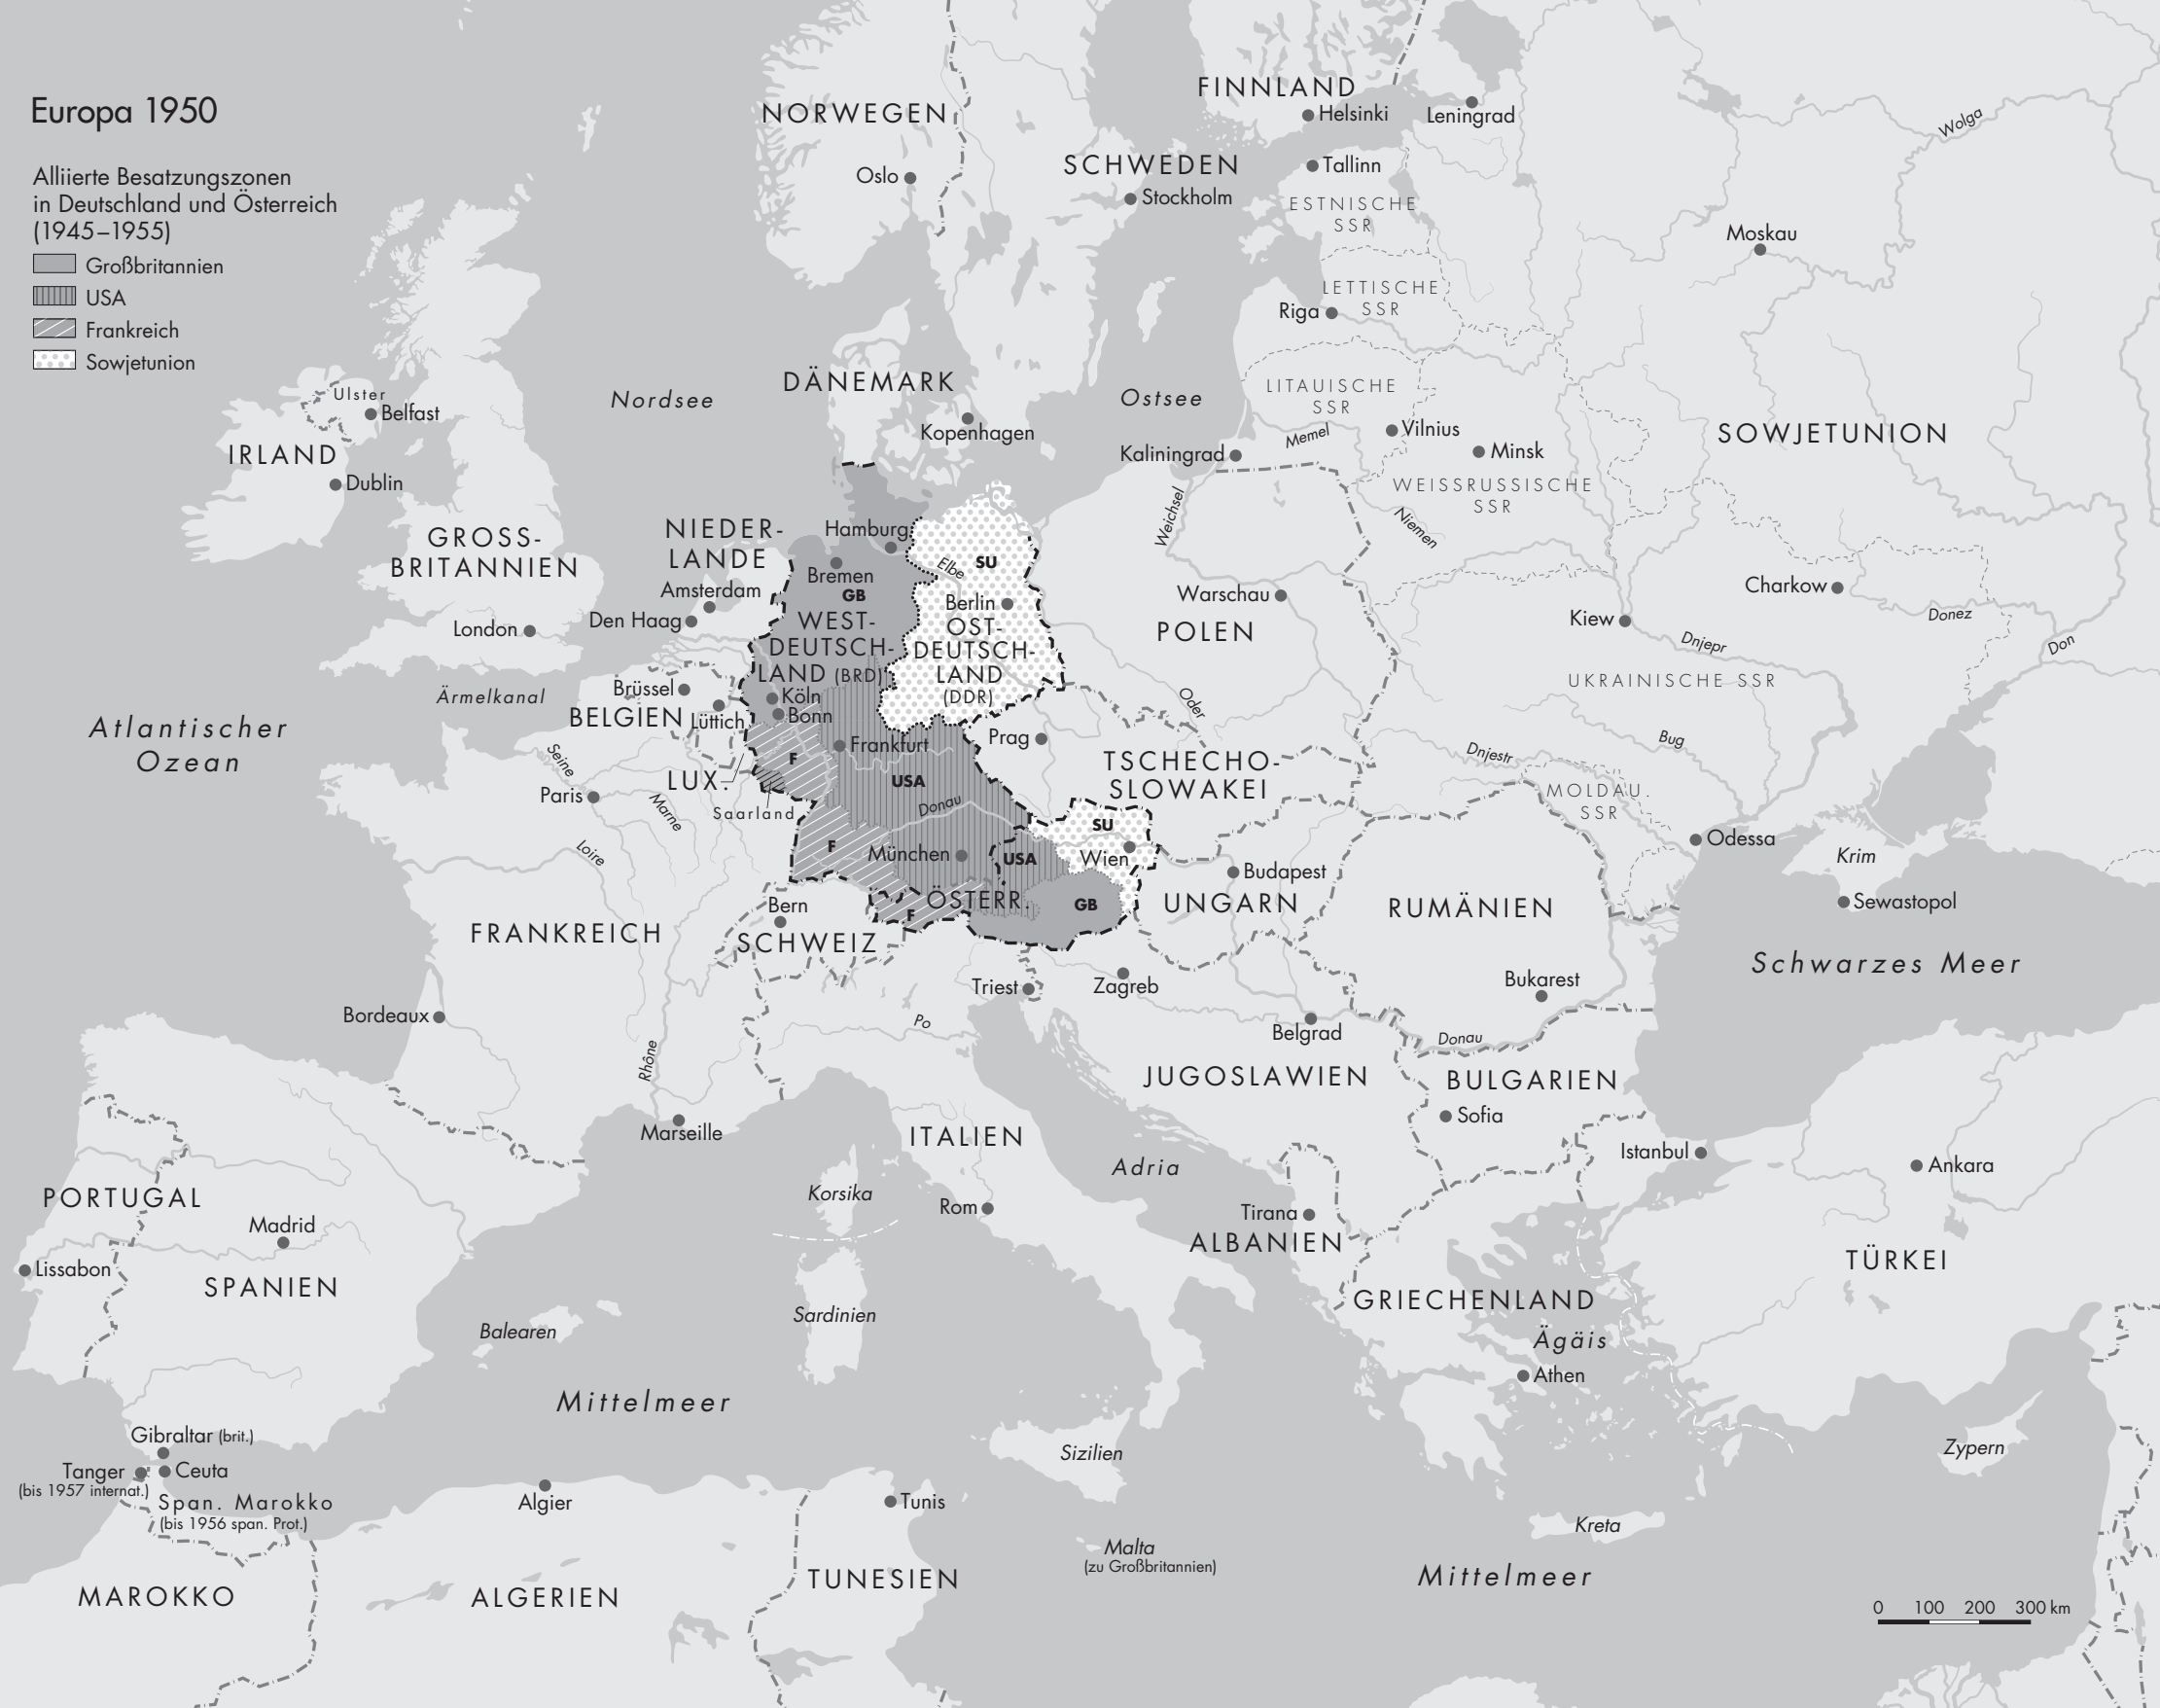 Europa 1950
Alliierte Besatzungszonen
in Deutschland und Österreich
(1945–1955)
Großbritannien
USA
Frankreich
Sowjetunion
FINNLAND
Helsinki
Leningrad
NORWEGEN
Oslo
SCHWEDEN
Stockholm
Tallinn
ESTNISCHE
SSR
Wolga
Moskau
LETTISCHE
SSR
Riga
Nordsee
DÄNEMARK
Kopenhagen
Ostsee
LITAUISCHE
SSR
Memel
Vilnius
Minsk
Kaliningrad
SOWJETUNION
WEISSRUSSISCHE
SSR
Niemen
Weichsel
Ulster
Belfast
IRLAND
Dublin
GROSS-
BRITANNIEN
London
NIEDER-
LANDE
Amsterdam
Den Haag
Hamburg
Bremen
GB
WEST-
DEUTSCH-
LAND (BRD)
Köln
Bonn
SU
Elbe
Berlin
OST-
DEUTSCH-
LAND
(DDR)
Warschau
POLEN
Oder
Kiew
Charkow
Donez
Dnjepr
Don
UKRAINISCHE SSR
Bug
Dnjestr
MOLDAU.
SSR
Odessa
Krim
Sewastopol
Atlantischer
Ozean
Ärmelkanal
Brüssel
BELGIEN
Lüttich
LUX.
Saarland
Seine
Paris
Marne
Loire
F
Frankfurt
USA
Donau
F
München
Prag
TSCHECHO-
SLOWAKEI
SU
Wien
USA
ÖSTERR.
F
GB
Bern
SCHWEIZ
FRANKREICH
Budapest
UNGARN
RUMÄNIEN
Bukarest
Schwarzes Meer
Triest
Zagreb
Belgrad
Donau
Po
Bordeaux
Rhône
Marseille
JUGOSLAWIEN
BULGARIEN
Sofia
ITALIEN
Adria
Korsika
Rom
Tirana
ALBANIEN
Istanbul
Ankara
TÜRKEI
PORTUGAL
Madrid
Lissabon
SPANIEN
Balearen
Sardinien
GRIECHENLAND
Ägäis
Athen
Mittelmeer
Gibraltar (brit.)
Tanger
(bis 1957 internat.)
Ceuta
Span. Marokko
(bis 1956 span. Prot.)
Algier
Tunis
Sizilien
Malta
(zu Großbritannien)
Kreta
Zypern
Mittelmeer
MAROKKO
ALGERIEN
TUNESIEN
0 100 200 300 km